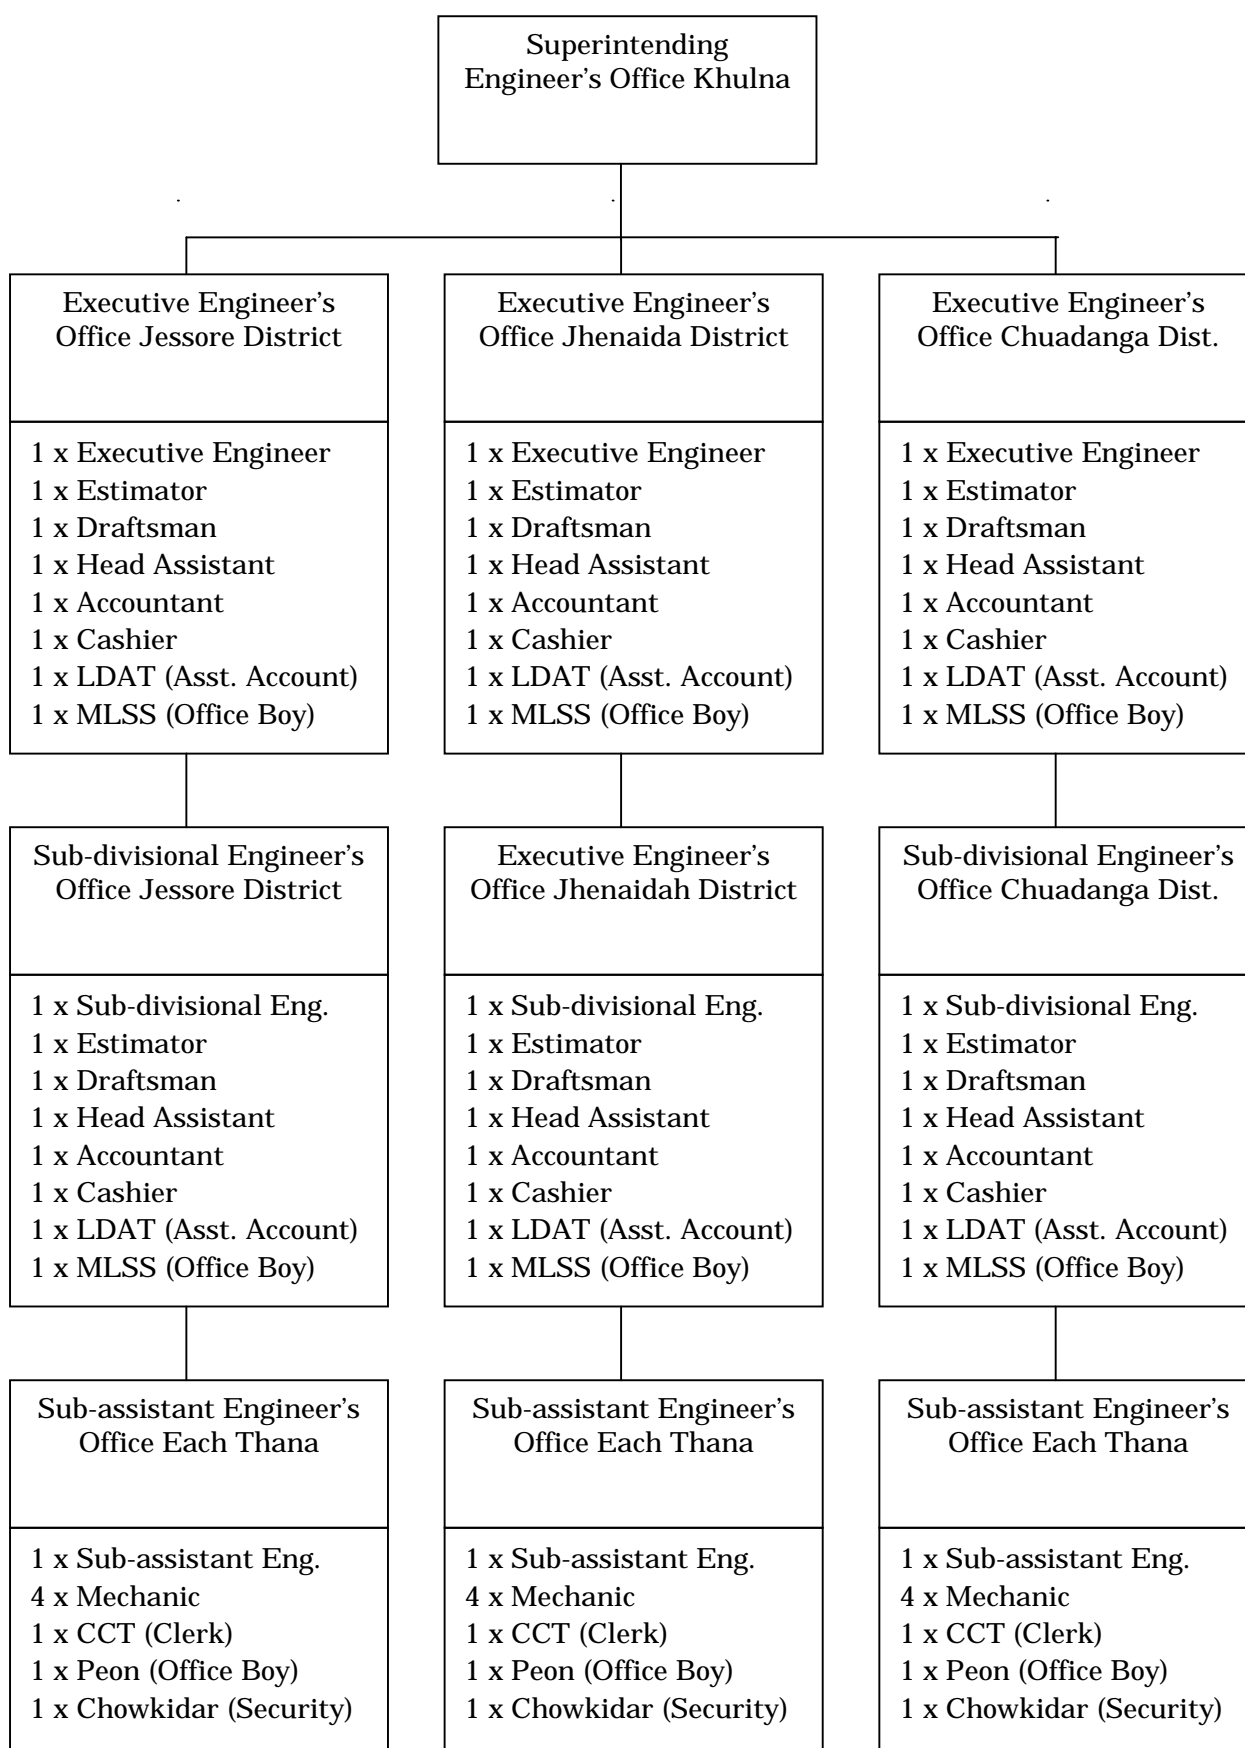 Superintending
Engineer’s Office Khulna
Executive Engineer’s
Office Jessore District
1 x Executive Engineer
1 x Estimator
1 x Draftsman
1 x Head Assistant
1 x Accountant
1 x Cashier
1 x LDAT (Asst. Account)
1 x MLSS (Office Boy)
Executive Engineer’s
Office Jhenaida District
1 x Executive Engineer
1 x Estimator
1 x Draftsman
1 x Head Assistant
1 x Accountant
1 x Cashier
1 x LDAT (Asst. Account)
1 x MLSS (Office Boy)
Executive Engineer’s
Office Chuadanga Dist.
1 x Executive Engineer
1 x Estimator
1 x Draftsman
1 x Head Assistant
1 x Accountant
1 x Cashier
1 x LDAT (Asst. Account)
1 x MLSS (Office Boy)
Sub-divisional Engineer’s
Office Jessore District
1 x Sub-divisional Eng.
1 x Estimator
1 x Draftsman
1 x Head Assistant
1 x Accountant
1 x Cashier
1 x LDAT (Asst. Account)
1 x MLSS (Office Boy)
Executive Engineer’s
Office Jhenaidah District
1 x Sub-divisional Eng.
1 x Estimator
1 x Draftsman
1 x Head Assistant
1 x Accountant
1 x Cashier
1 x LDAT (Asst. Account)
1 x MLSS (Office Boy)
Sub-divisional Engineer’s
Office Chuadanga Dist.
1 x Sub-divisional Eng.
1 x Estimator
1 x Draftsman
1 x Head Assistant
1 x Accountant
1 x Cashier
1 x LDAT (Asst. Account)
1 x MLSS (Office Boy)
Sub-assistant Engineer’s
Office Each Thana
1 x Sub-assistant Eng.
4 x Mechanic
1 x CCT (Clerk)
1 x Peon (Office Boy)
1 x Chowkidar (Security)
Sub-assistant Engineer’s
Office Each Thana
1 x Sub-assistant Eng.
4 x Mechanic
1 x CCT (Clerk)
1 x Peon (Office Boy)
1 x Chowkidar (Security)
Sub-assistant Engineer’s
Office Each Thana
1 x Sub-assistant Eng.
4 x Mechanic
1 x CCT (Clerk)
1 x Peon (Office Boy)
1 x Chowkidar (Security)